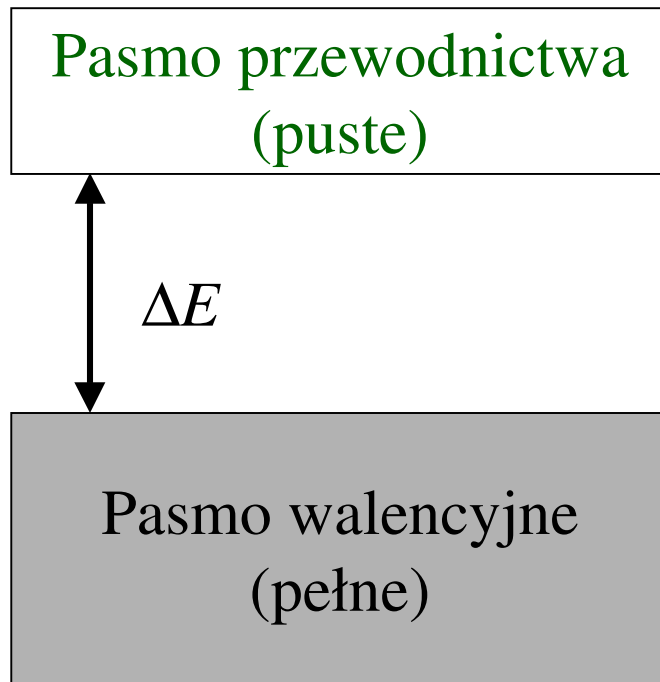 Pasmo przewodnictwa
(puste)
ΔE
Pasmo walencyjne
(pełne)